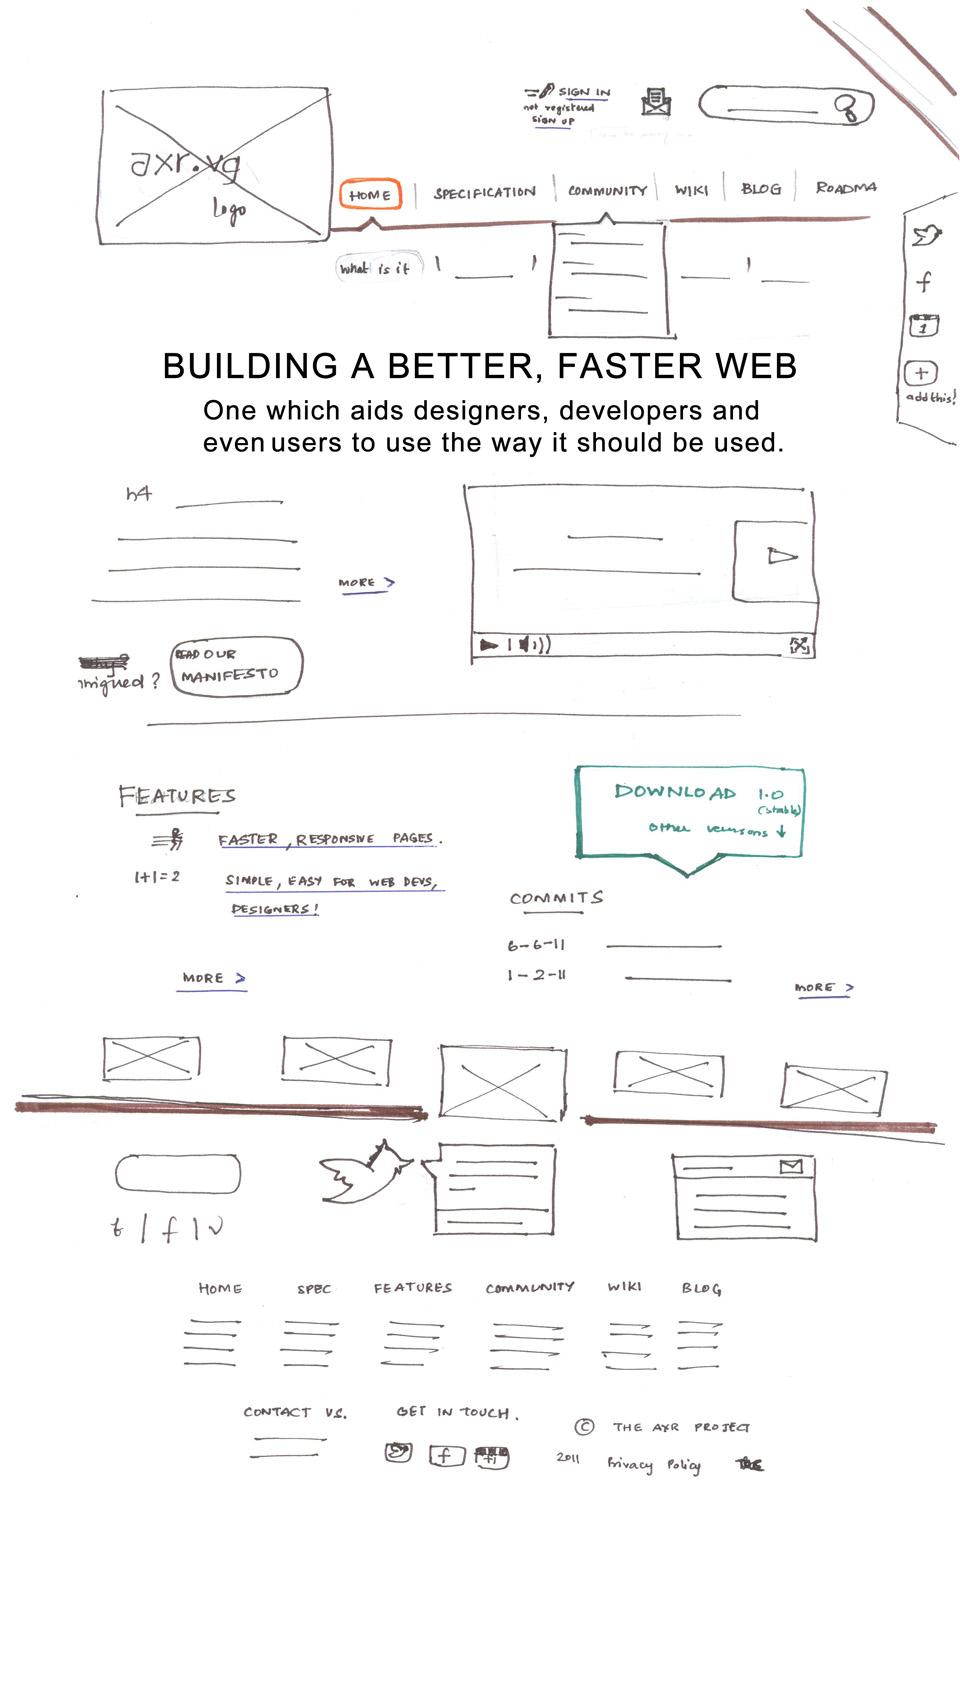 SIGN IN
not registered
SIGN UP
axr.vg
Logo
HOME
SPECIFICATION
COMMUNITY
WIKI
BLOG
ROADMA
what is it
f
1
+
add this!
BUILDING A BETTER, FASTER WEB
One which aids designers, developers and
even users to use the way it should be used.
h4
MORE >
READ OUR
MANIFESTO
FEATURES
FASTER, RESPONSIVE PAGES.
1+1=2
SIMPLE, EASY FOR WEB DEVS,
DESIGNERS!
MORE >
DOWNLOAD 1.0
(stable)
other versions ↓
COMMITS
6-6-11
1-2-11
MORE >
t | f | v
HOME
SPEC
FEATURES
COMMUNITY
WIKI
BLOG
CONTACT US.
GET IN TOUCH.
f
© THE AXR PROJECT
2011 Privacy Policy